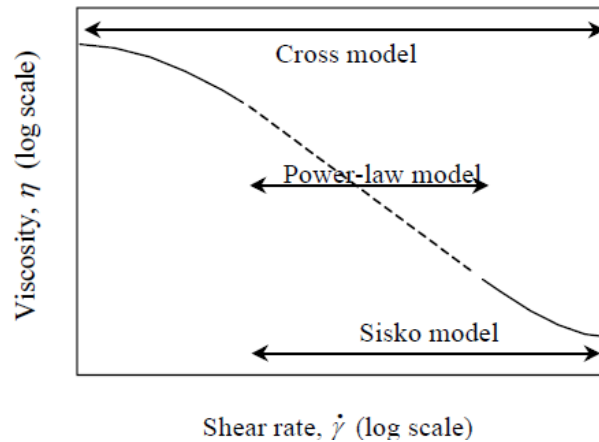 Cross model
Power-law model
Sisko model
Viscosity, η (log scale)
Shear rate, γ̇ (log scale)